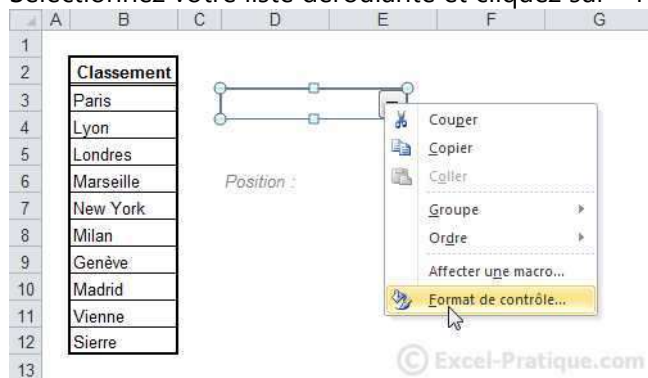 Sélectionnez votre liste déroulante et cliquez sur "
A B C D E F G
1
2 Classement
3 Paris
4 Lyon
5 Londres
6 Marseille Position :
7 New York
8 Milan
9 Genève
10 Madrid
11 Vienne
12 Sierre
13
Couper
Copier
Coller
Groupe
Ordre
Affecter une macro...
Format de contrôle...
© Excel-Pratique.com